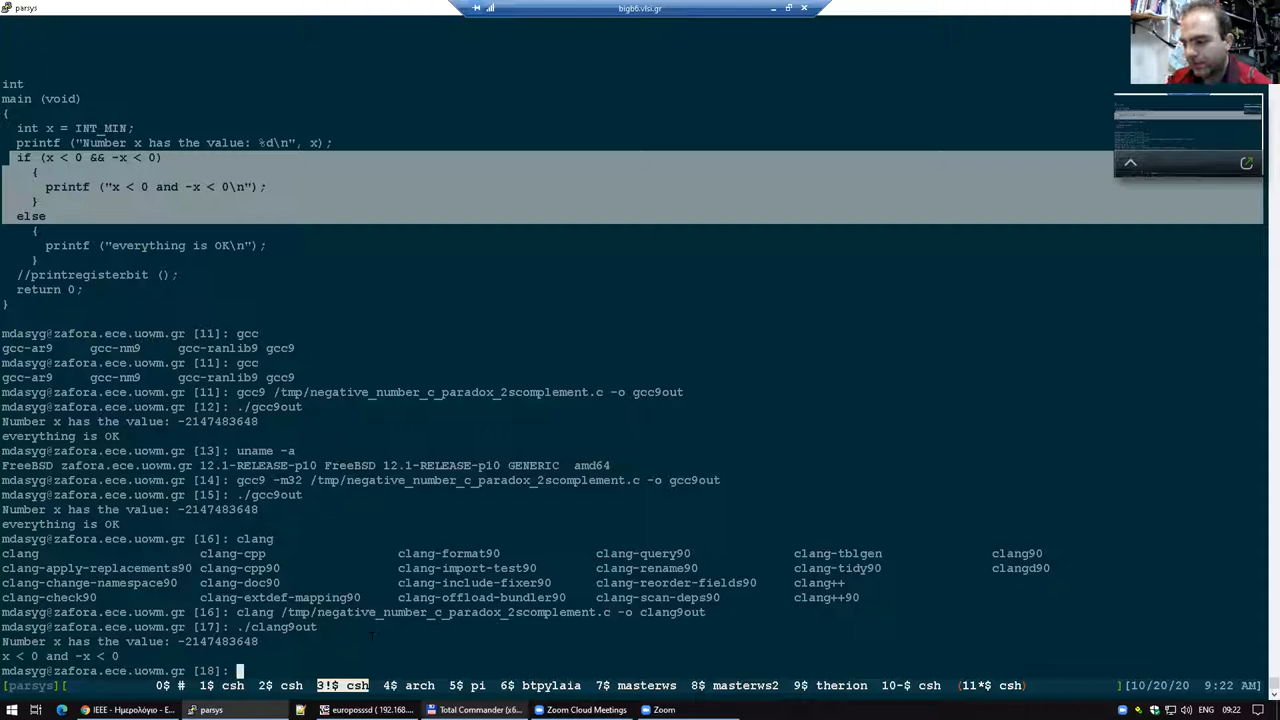 parsys
bigb6.vlsi.gr
int
main (void)
{
int x = INT_MIN;
printf ("Number x has the value: %d\n", x);
if (x < 0 && -x < 0)
{
printf ("x < 0 and -x < 0\n");
}
else
{
printf ("everything is OK\n");
}
//printregisterbit ();
return 0;
}
mdasyg@zafora.ece.uowm.gr [11]: gcc
gcc-ar9 gcc-nm9 gcc-ranlib9 gcc9
mdasyg@zafora.ece.uowm.gr [11]: gcc
gcc-ar9 gcc-nm9 gcc-ranlib9 gcc9
mdasyg@zafora.ece.uowm.gr [11]: gcc9 /tmp/negative_number_c_paradox_2scomplement.c -o gcc9out
mdasyg@zafora.ece.uowm.gr [12]: ./gcc9out
Number x has the value: -2147483648
everything is OK
mdasyg@zafora.ece.uowm.gr [13]: uname -a
FreeBSD zafora.ece.uowm.gr 12.1-RELEASE-p10 FreeBSD 12.1-RELEASE-p10 GENERIC amd64
mdasyg@zafora.ece.uowm.gr [14]: gcc9 -m32 /tmp/negative_number_c_paradox_2scomplement.c -o gcc9out
mdasyg@zafora.ece.uowm.gr [15]: ./gcc9out
Number x has the value: -2147483648
everything is OK
mdasyg@zafora.ece.uowm.gr [16]: clang
clang clang-cpp clang-format90 clang-query90 clang-tblgen clang90
clang-apply-replacements90 clang-cpp90 clang-import-test90 clang-rename90 clang-tidy90 clangd90
clang-change-namespace90 clang-doc90 clang-include-fixer90 clang-reorder-fields90 clang++
clang-check90 clang-extdef-mapping90 clang-offload-bundler90 clang-scan-deps90 clang++90
mdasyg@zafora.ece.uowm.gr [16]: clang /tmp/negative_number_c_paradox_2scomplement.c -o clang9out
mdasyg@zafora.ece.uowm.gr [17]: ./clang9out
Number x has the value: -2147483648
x < 0 and -x < 0
mdasyg@zafora.ece.uowm.gr [18]:
[parsys][ 0$ # 1$ csh 2$ csh 3!$ csh 4$ arch 5$ pi 6$ btpylaia 7$ masterws 8$ masterws2 9$ therion 10-$ csh (11*$ csh) ][10/20/20 9:22 AM]
IEEE - Ημερολόγιο - E... parsys europosssd ( 192.168.... Total Commander (x6... Zoom Cloud Meetings Zoom ENG 09:22